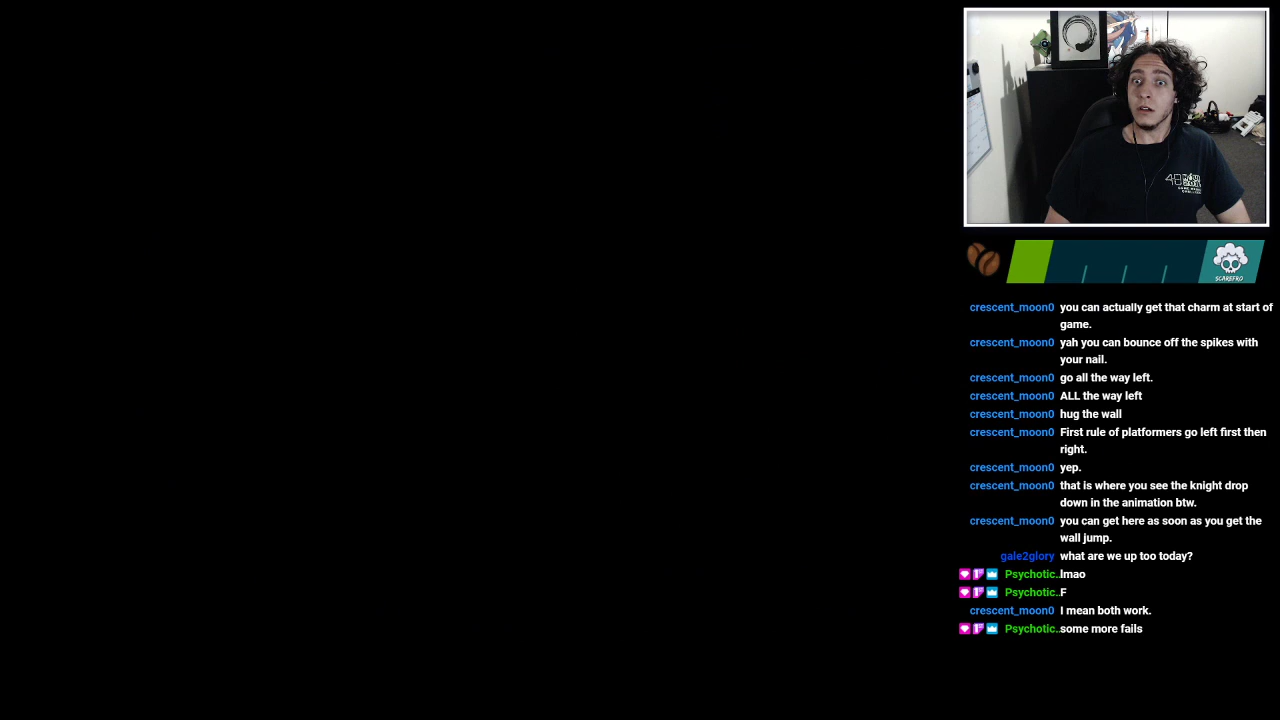 SCAREFRO
crescent_moon0 you can actually get that charm at start of
game.
crescent_moon0 yah you can bounce off the spikes with
your nail.
crescent_moon0 go all the way left.
crescent_moon0 ALL the way left
crescent_moon0 hug the wall
crescent_moon0 First rule of platformers go left first then
right.
crescent_moon0 yep.
crescent_moon0 that is where you see the knight drop
down in the animation btw.
crescent_moon0 you can get here as soon as you get the
wall jump.
gale2glory what are we up too today?
Psychotic.. lmao
Psychotic.. F
crescent_moon0 I mean both work.
Psychotic.. some more fails